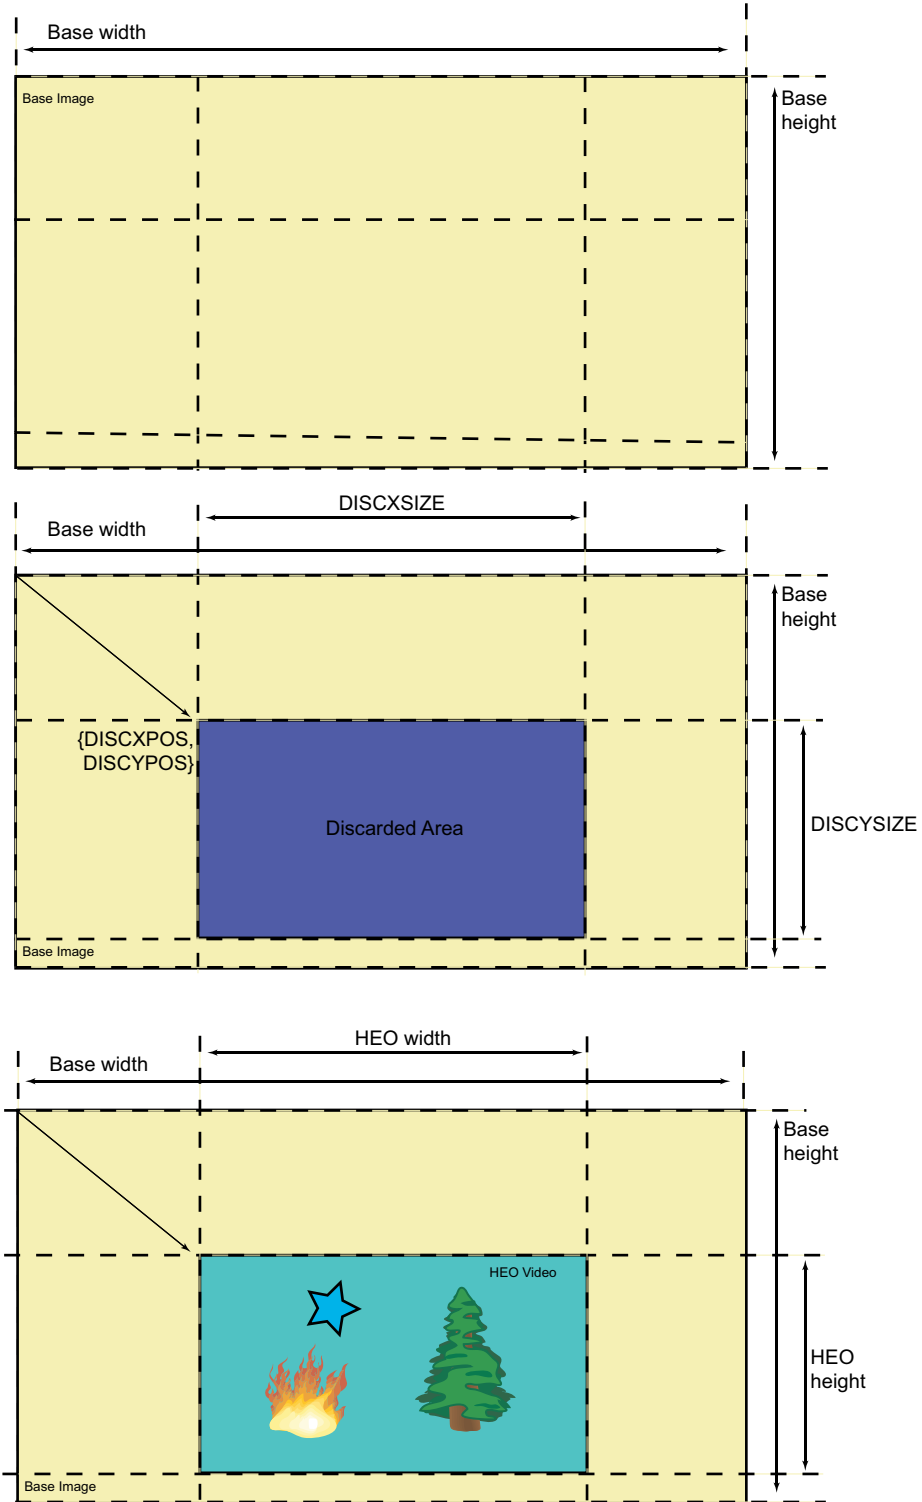 Base width
Base Image
Base
height
DISCXSIZE
Base width
Base
height
{DISCXPOS,
DISCYPOS}
Discarded Area
DISCYSIZE
Base Image
HEO width
Base width
Base
height
HEO Video
HEO
height
Base Image